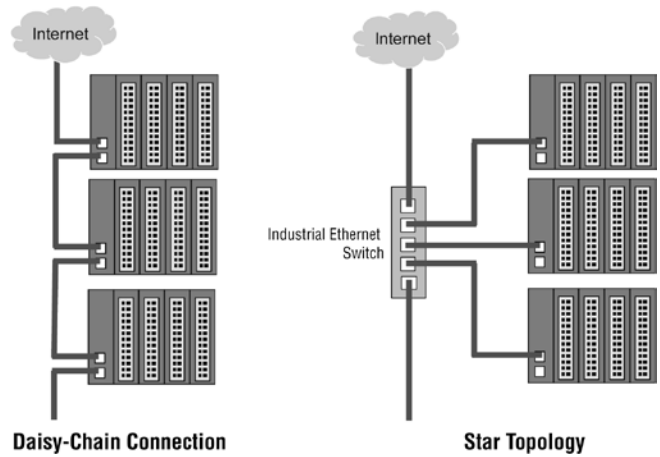 Internet
Internet
Industrial Ethernet
Switch
Daisy-Chain Connection
Star Topology